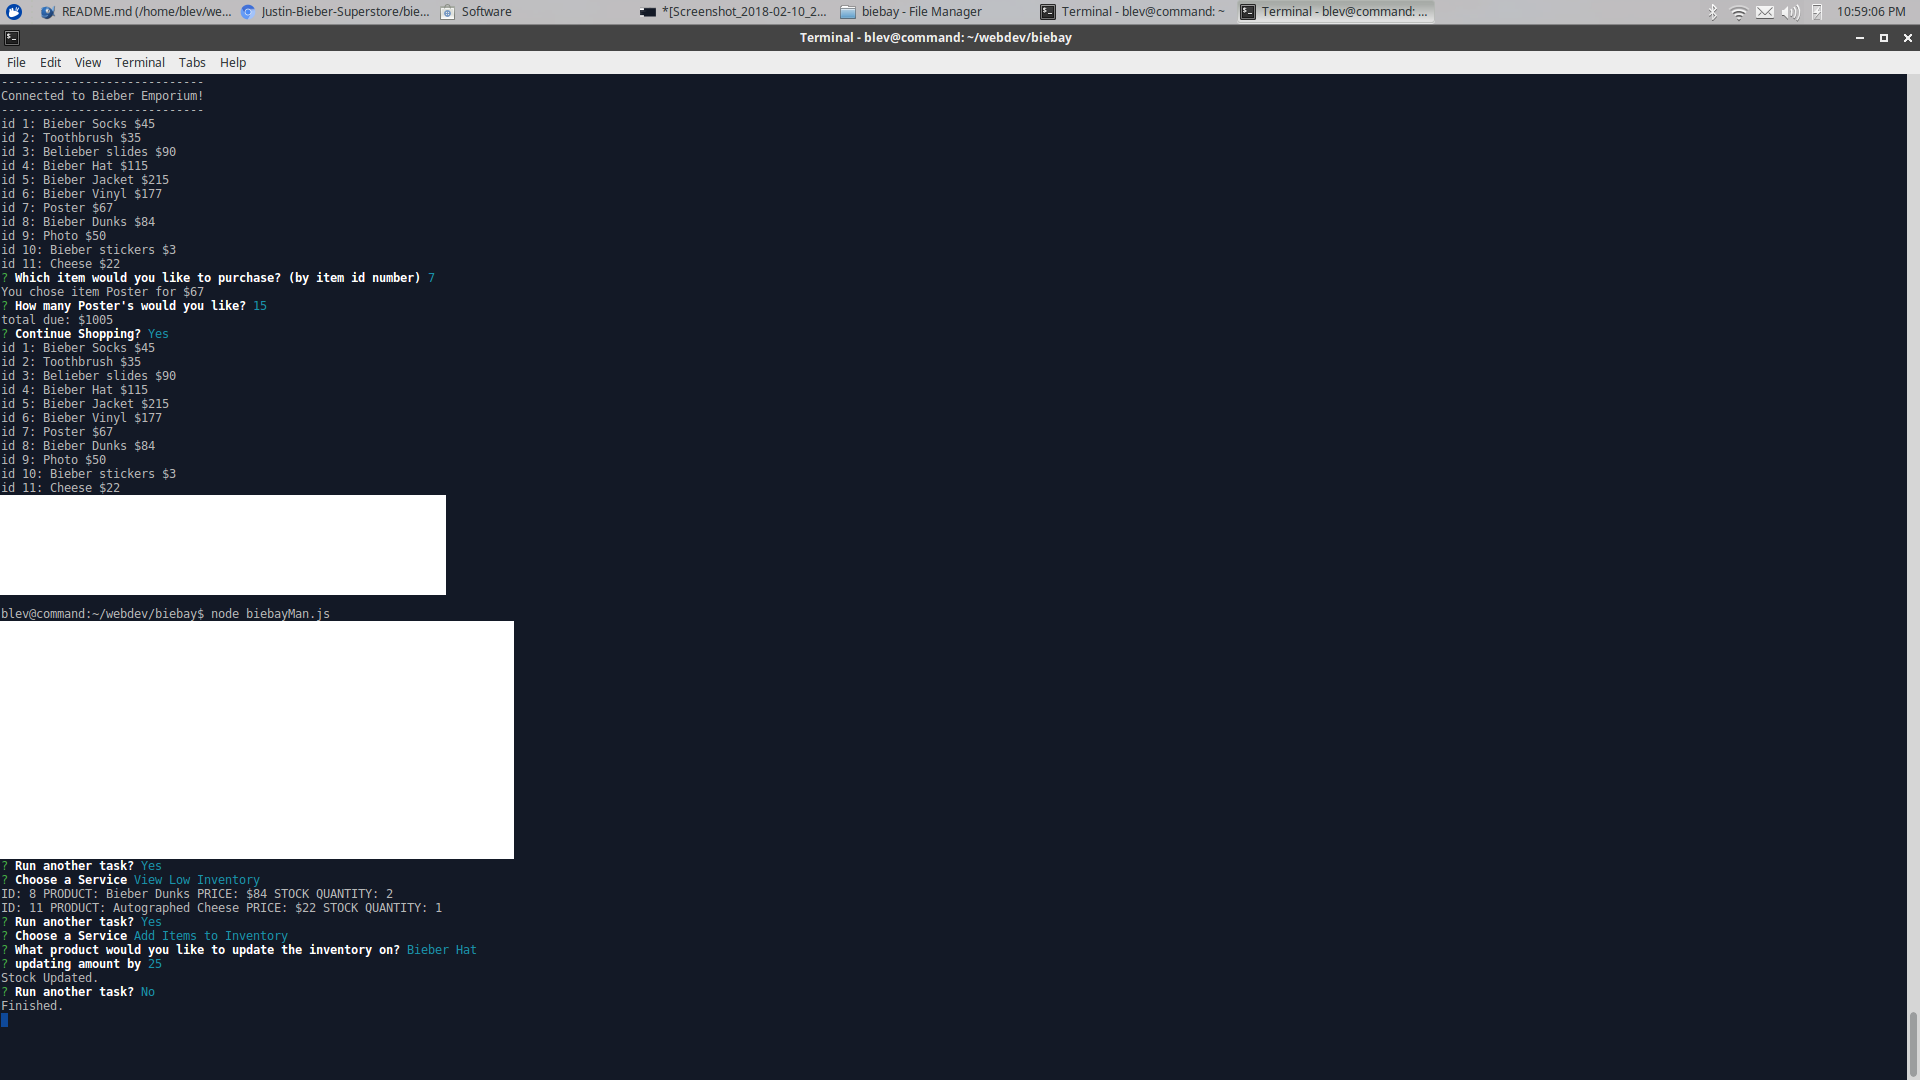 README.md (/home/blev/we... Justin-Bieber-Superstore/bie... Software *[Screenshot_2018-02-10_2... biebay - File Manager Terminal - blev@command: ~ Terminal - blev@command: ... 10:59:06 PM
Terminal - blev@command: ~/webdev/biebay
File Edit View Terminal Tabs Help
-----------------------------
Connected to Bieber Emporium!
-----------------------------
id 1: Bieber Socks $45
id 2: Toothbrush $35
id 3: Belieber slides $90
id 4: Bieber Hat $115
id 5: Bieber Jacket $215
id 6: Bieber Vinyl $177
id 7: Poster $67
id 8: Bieber Dunks $84
id 9: Photo $50
id 10: Bieber stickers $3
id 11: Cheese $22
? Which item would you like to purchase? (by item id number) 7
You chose item Poster for $67
? How many Poster's would you like? 15
total due: $1005
? Continue Shopping? Yes
id 1: Bieber Socks $45
id 2: Toothbrush $35
id 3: Belieber slides $90
id 4: Bieber Hat $115
id 5: Bieber Jacket $215
id 6: Bieber Vinyl $177
id 7: Poster $67
id 8: Bieber Dunks $84
id 9: Photo $50
id 10: Bieber stickers $3
id 11: Cheese $22
blev@command:~/webdev/biebay$ node biebayMan.js
? Run another task? Yes
? Choose a Service View Low Inventory
ID: 8 PRODUCT: Bieber Dunks PRICE: $84 STOCK QUANTITY: 2
ID: 11 PRODUCT: Autographed Cheese PRICE: $22 STOCK QUANTITY: 1
? Run another task? Yes
? Choose a Service Add Items to Inventory
? What product would you like to update the inventory on? Bieber Hat
? updating amount by 25
Stock Updated.
? Run another task? No
Finished.